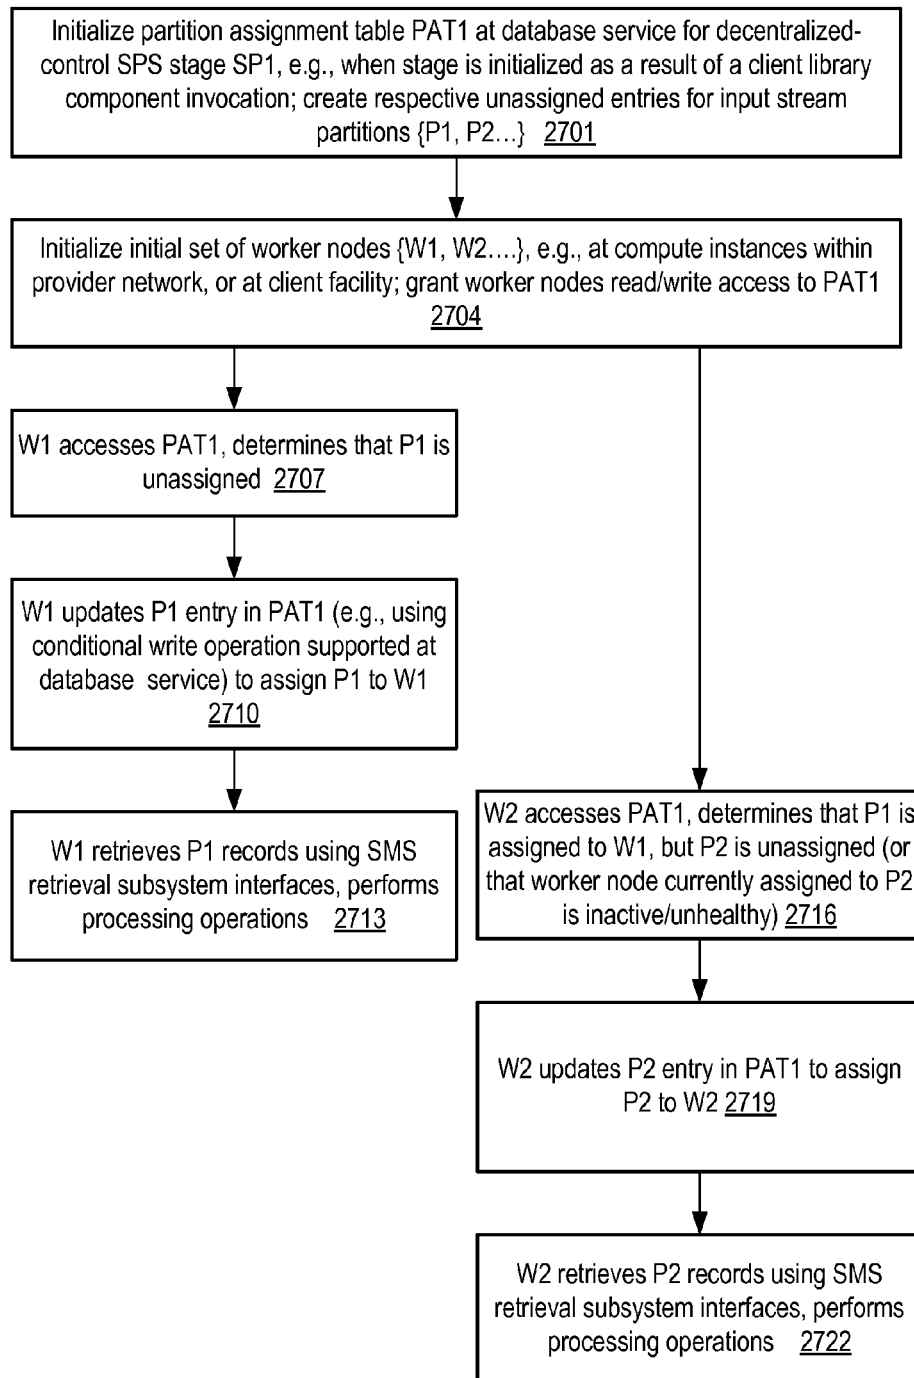 Initialize partition assignment table PAT1 at database service for decentralized-
control SPS stage SP1, e.g., when stage is initialized as a result of a client library
component invocation; create respective unassigned entries for input stream
partitions {P1, P2...} 2701
Initialize initial set of worker nodes {W1, W2....}, e.g., at compute instances within
provider network, or at client facility; grant worker nodes read/write access to PAT1
2704
W1 accesses PAT1, determines that P1 is
unassigned 2707
W1 updates P1 entry in PAT1 (e.g., using
conditional write operation supported at
database service) to assign P1 to W1
2710
W1 retrieves P1 records using SMS
retrieval subsystem interfaces, performs
processing operations 2713
W2 accesses PAT1, determines that P1 is
assigned to W1, but P2 is unassigned (or
that worker node currently assigned to P2
is inactive/unhealthy) 2716
W2 updates P2 entry in PAT1 to assign
P2 to W2 2719
W2 retrieves P2 records using SMS
retrieval subsystem interfaces, performs
processing operations 2722